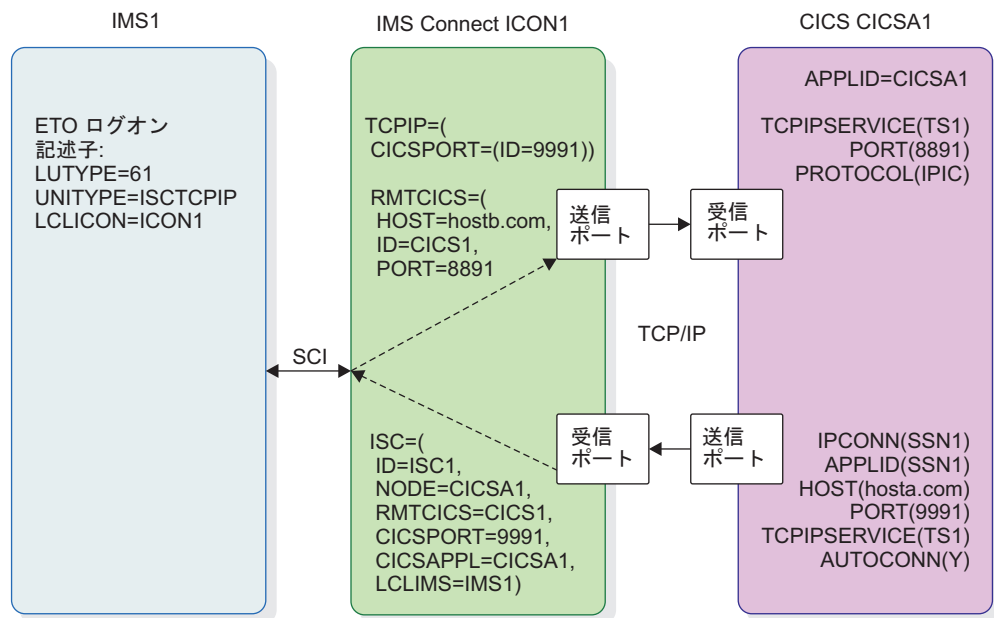 IMS1
IMS Connect ICON1
CICS CICSA1
ETO ログオン
記述子:
LUTYPE=61
UNITYPE=ISCTCPIP
LCLICON=ICON1
SCI
TCPIP=(
CICSPORT=(ID=9991))
RMTCICS=(
HOST=hostb.com,
ID=CICS1,
PORT=8891
送信
ポート
受信
ポート
APPLID=CICSA1
TCPIPSERVICE(TS1)
PORT(8891)
PROTOCOL(IPIC)
TCP/IP
ISC=(
ID=ISC1,
NODE=CICSA1,
RMTCICS=CICS1,
CICSPORT=9991,
CICSAPPL=CICSA1,
LCLIMS=IMS1)
受信
ポート
送信
ポート
IPCONN(SSN1)
APPLID(SSN1)
HOST(hosta.com)
PORT(9991)
TCPIPSERVICE(TS1)
AUTOCONN(Y)